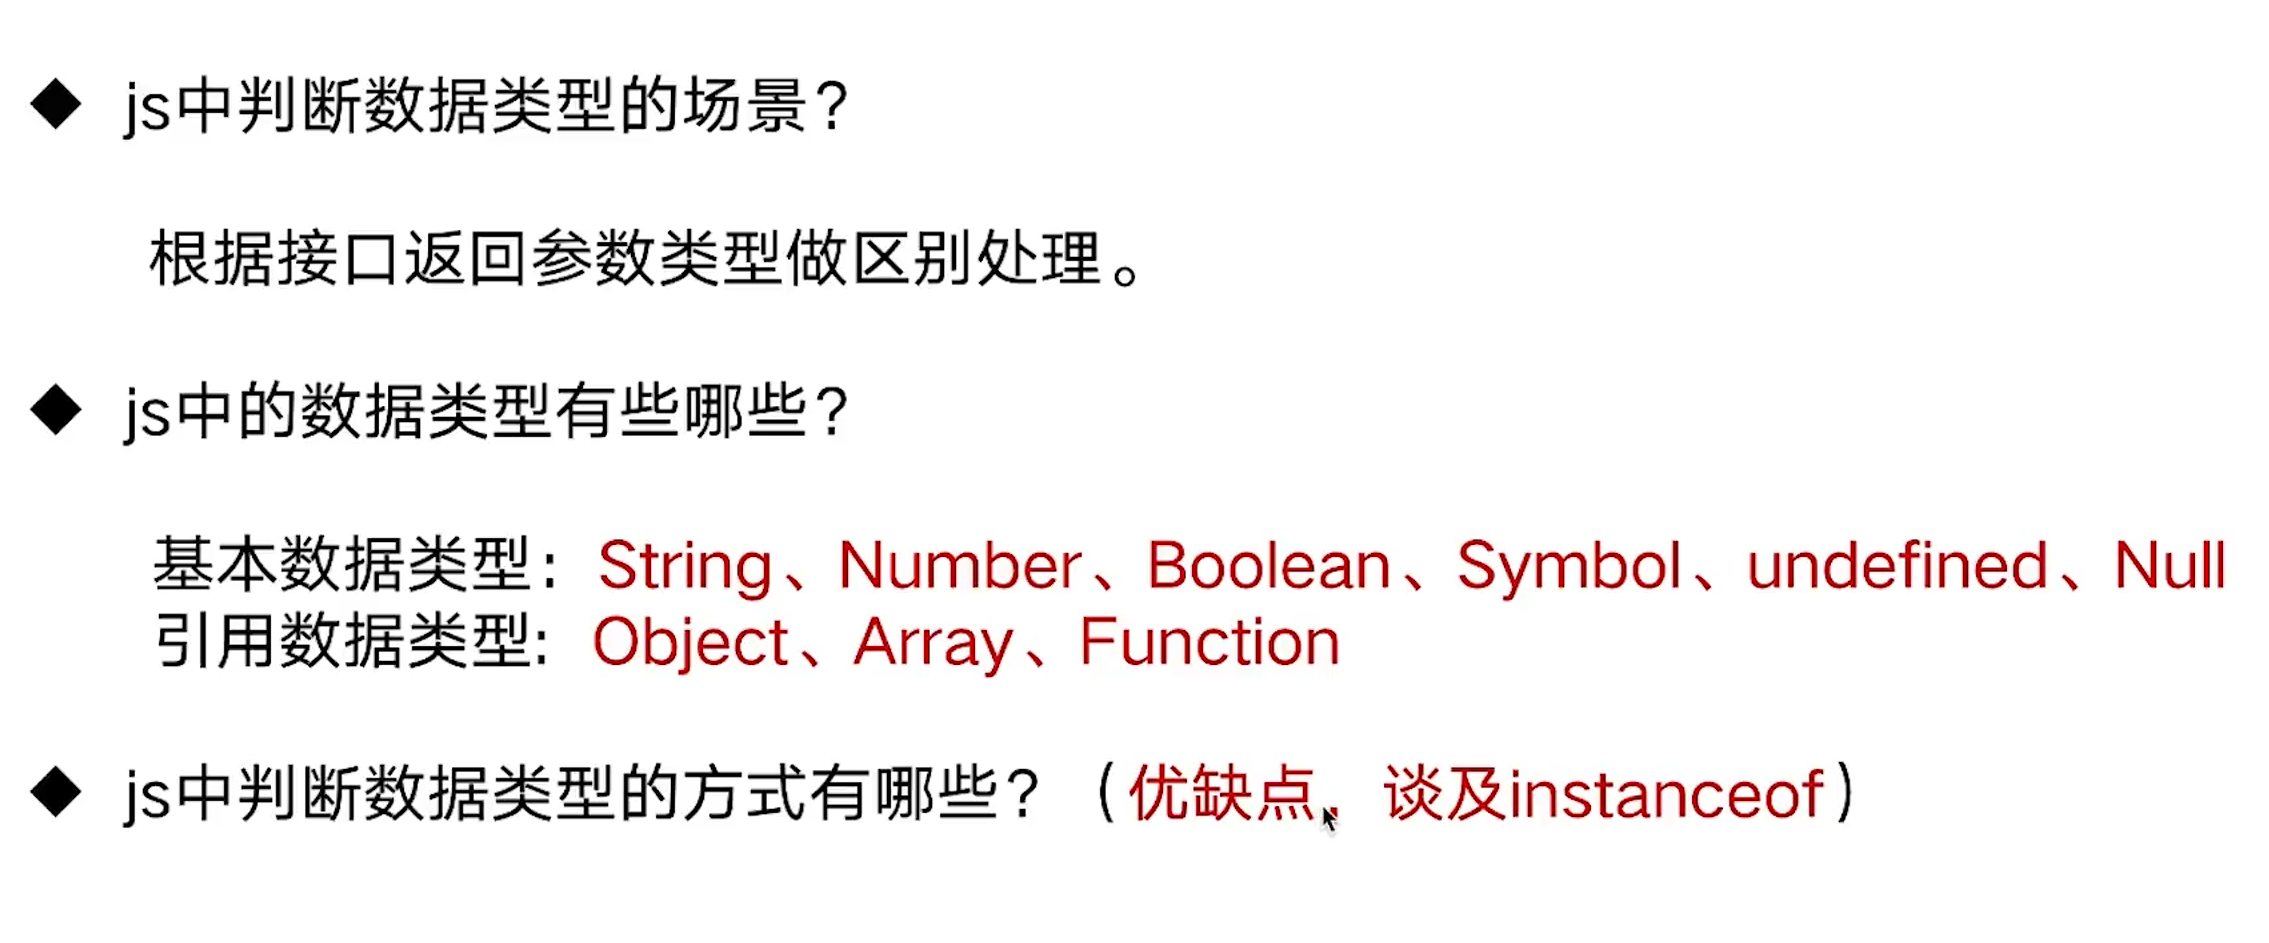 js中判断数据类型的场景？
根据接口返回参数类型做区别处理。
js中的数据类型有些哪些？
基本数据类型：String、Number、Boolean、Symbol、undefined、Null
引用数据类型：Object、Array、Function
js中判断数据类型的方式有哪些？（优缺点、谈及instanceof）